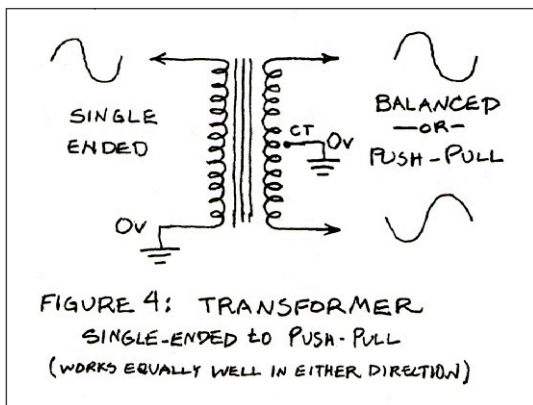 SINGLE
ENDED
0v
CT
0v
BALANCED
—OR—
PUSH-PULL
FIGURE 4: TRANSFORMER
SINGLE-ENDED to PUSH-PULL
(WORKS EQUALLY WELL IN EITHER DIRECTION)